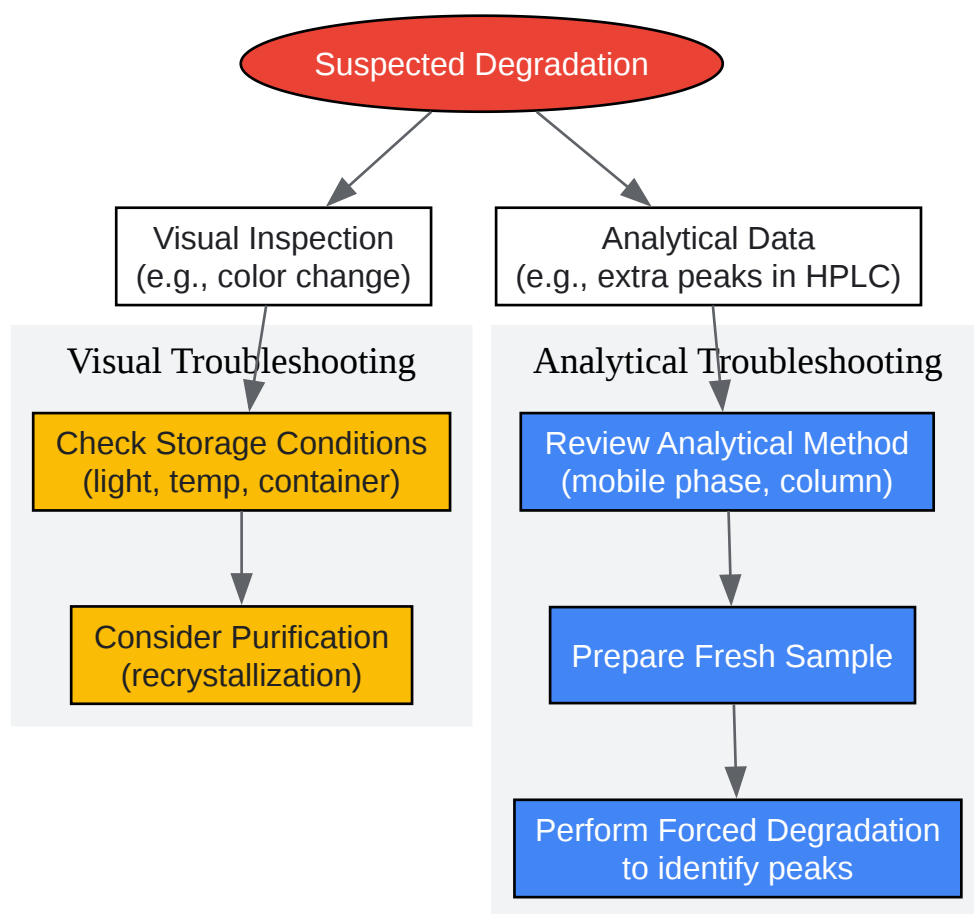 Suspected Degradation
Visual Inspection
(e.g., color change)
Analytical Data
(e.g., extra peaks in HPLC)
Visual Troubleshooting
Check Storage Conditions
(light, temp, container)
Consider Purification
(recrystallization)
Analytical Troubleshooting
Review Analytical Method
(mobile phase, column)
Prepare Fresh Sample
Perform Forced Degradation
to identify peaks